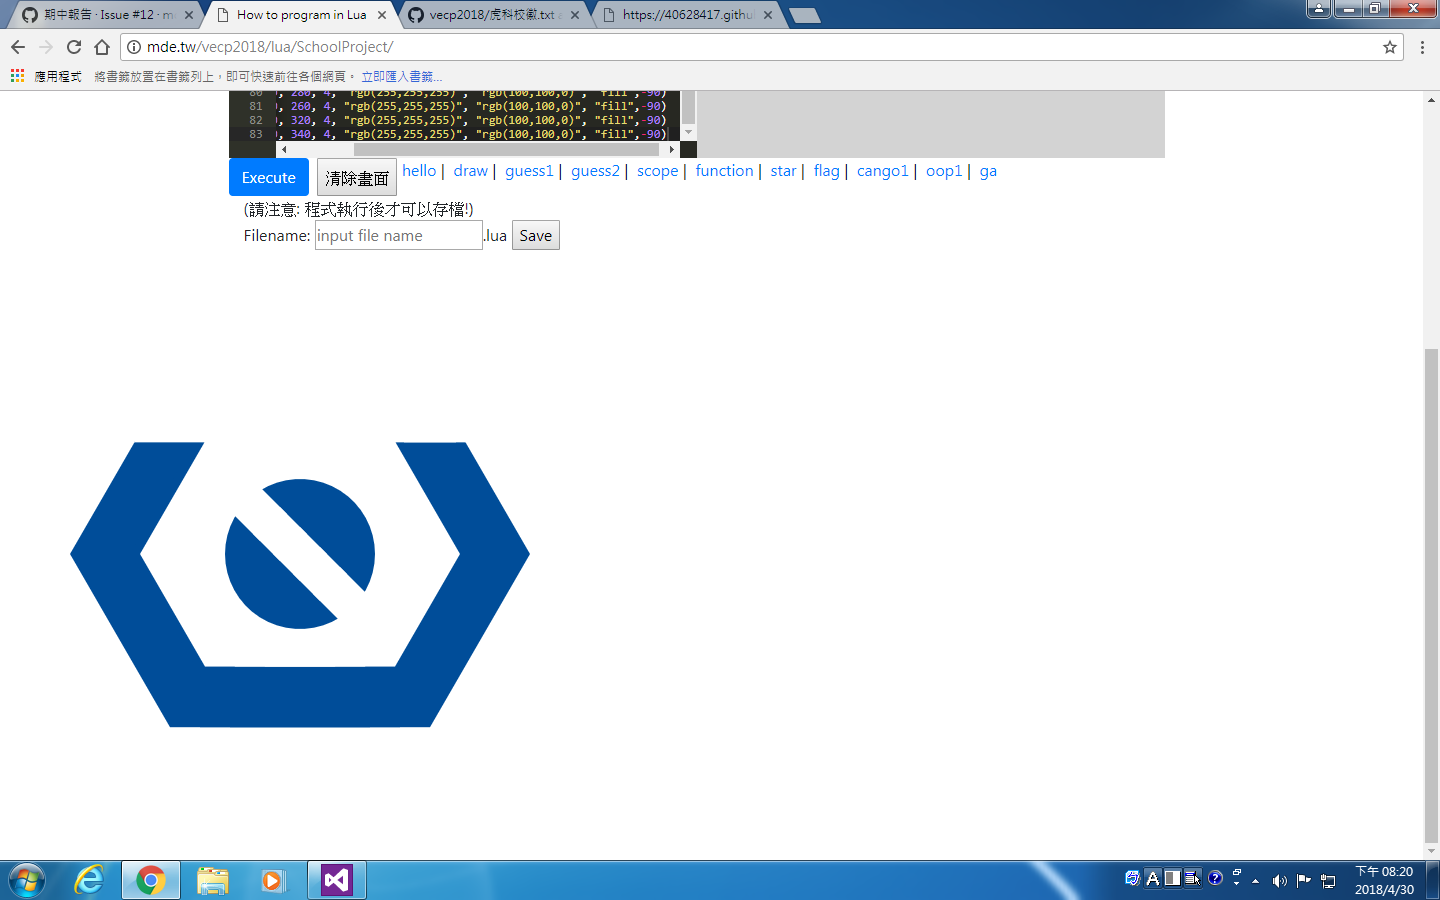 期中報告 · Issue #12 · m
How to program in Lua
vecp2018/虎科校徽.txt a
https://40628417.githu
mde.tw/vecp2018/lua/SchoolProject/
應用程式 將書籤放置在書籤列上，即可快速前往各個網頁。 立即匯入書籤...
80 , 280, 4, "rgb(255,255,255)", "rgb(100,100,0)", "fill",-90)
81 , 260, 4, "rgb(255,255,255)", "rgb(100,100,0)", "fill",-90)
82 , 320, 4, "rgb(255,255,255)", "rgb(100,100,0)", "fill",-90)
83 , 340, 4, "rgb(255,255,255)", "rgb(100,100,0)", "fill",-90)
Execute 清除畫面 hello | draw | guess1 | guess2 | scope | function | star | flag | cango1 | oop1 | ga
(請注意: 程式執行後才可以存檔!)
Filename: input file name .lua Save
A
下午 08:20
2018/4/30